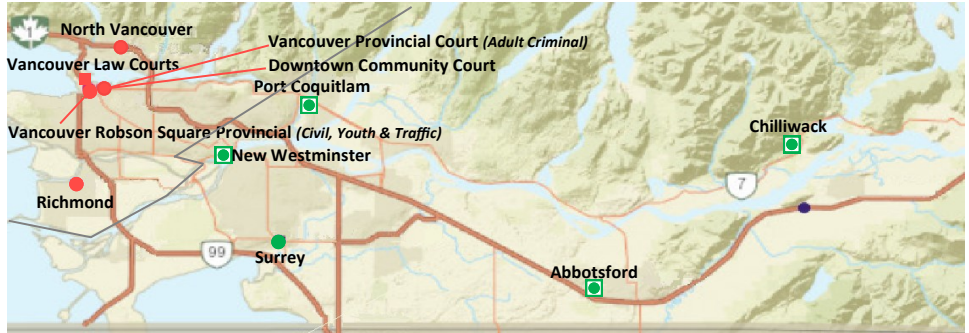 1
North Vancouver
Vancouver Provincial Court (Adult Criminal)
Vancouver Law Courts
Downtown Community Court
Port Coquitlam
Vancouver Robson Square Provincial (Civil, Youth & Traffic)
Chilliwack
New Westminster
7
Richmond
99
Surrey
Abbotsford